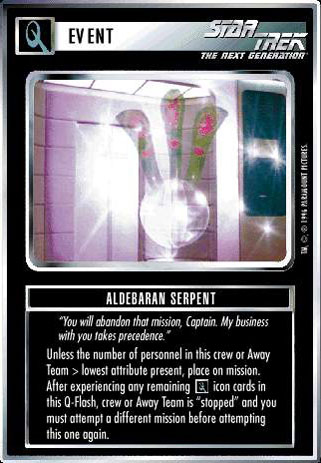 Q EVENT
STAR TREK
THE NEXT GENERATION
TM, ©, ® 1996 PARAMOUNT PICTURES.
ALDEBARAN SERPENT
"You will abandon that mission, Captain. My business
with you takes precedence."
Unless the number of personnel in this crew or Away
Team > lowest attribute present, place on mission.
After experiencing any remaining Q icon cards in
this Q-Flash, crew or Away Team is "stopped" and you
must attempt a different mission before attempting
this one again.